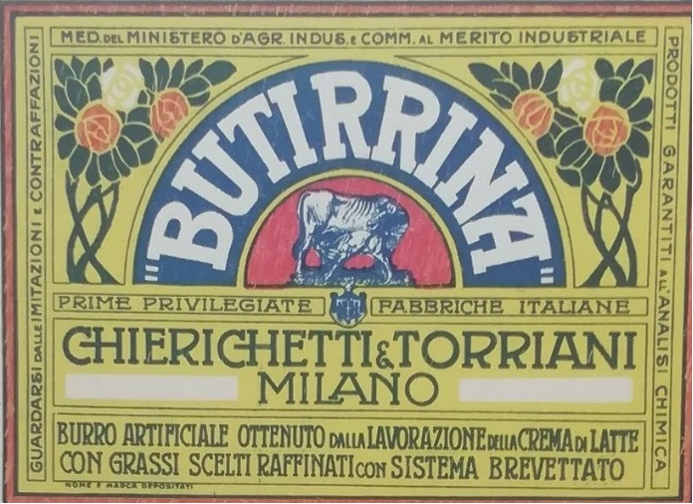 MED. DEL MINISTERO D'AGR. INDUS. E COMM. AL MERITO INDUSTRIALE
GUARDARSI DALLE IMITAZIONI E CONTRAFFAZIONI
PRODOTTI GARANTITI ALL'ANALISI CHIMICA
"BUTIRRINA"
PRIME PRIVILEGIATE FABBRICHE ITALIANE
CHIERICHETTI & TORRIANI
MILANO
BURRO ARTIFICIALE OTTENUTO DALLA LAVORAZIONE DELLA CREMA DI LATTE
CON GRASSI SCELTI RAFFINATI CON SISTEMA BREVETTATO
NOME E MARCA DEPOSITATI